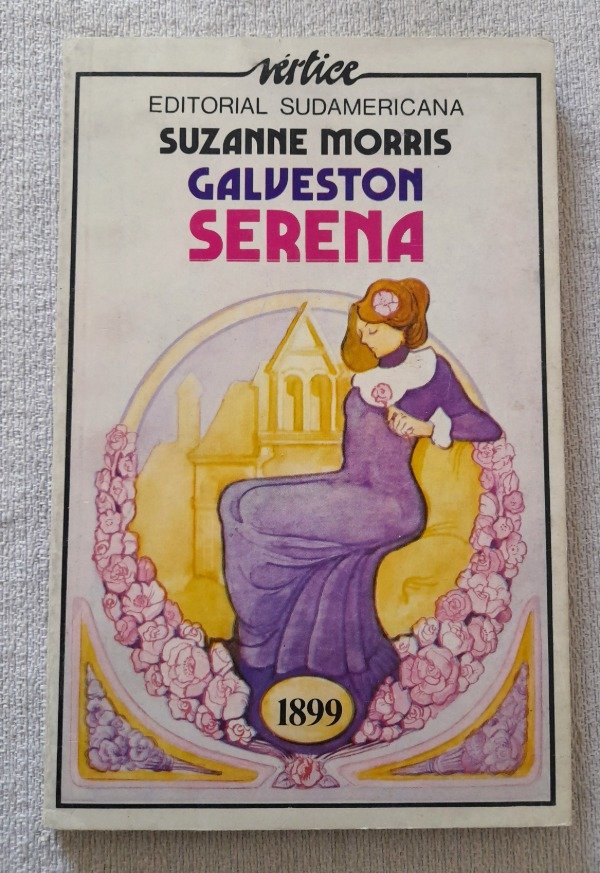 vértice
EDITORIAL SUDAMERICANA
SUZANNE MORRIS
GALVESTON
SERENA
1899